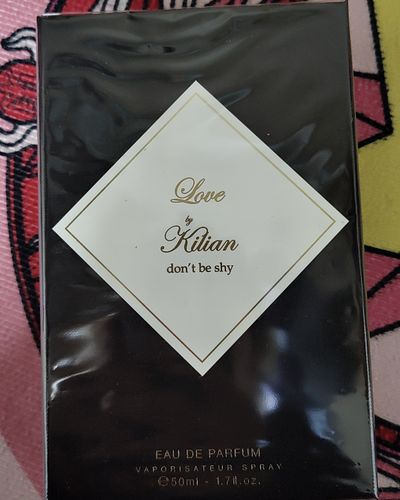 Love
by
Kilian
don't be shy
EAU DE PARFUM
VAPORISATEUR SPRAY
℮50ml - 1.7fl.oz.